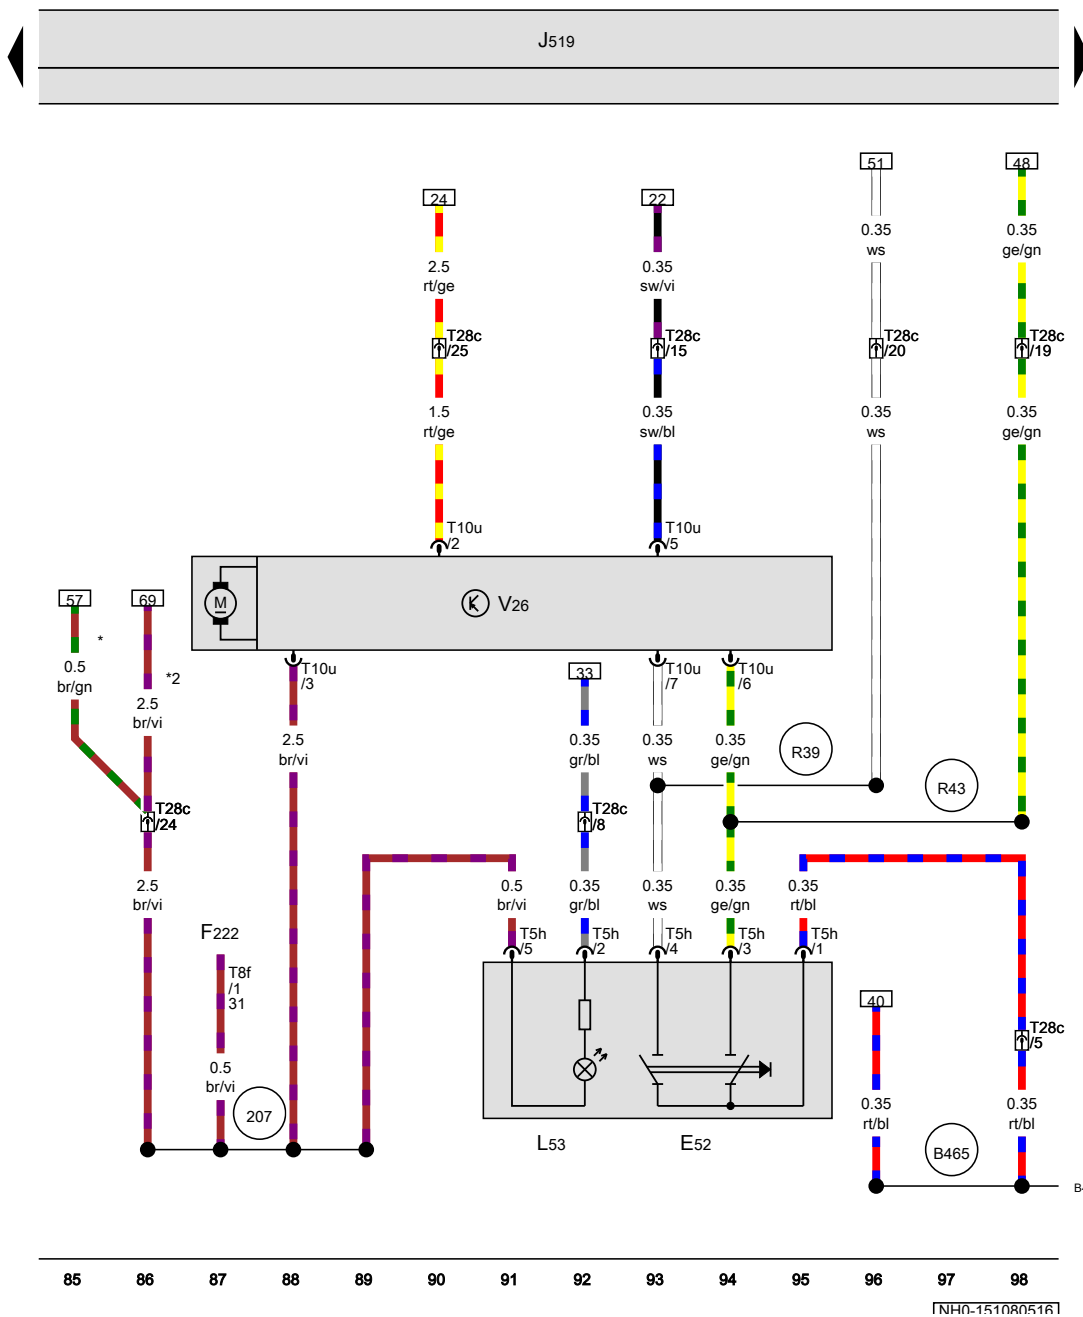 J519
51
48
24
22
0.35
ws
0.35
ge/gn
2.5
rt/ge
0.35
sw/vi
T28c
/25
T28c
/15
T28c
/20
T28c
/19
1.5
rt/ge
0.35
sw/bl
0.35
ws
0.35
ge/gn
T10u
/2
T10u
/5
M
V26
57
69
*
*2
0.5
br/gn
2.5
br/vi
T10u
/3
33
T10u
/7
T10u
/6
2.5
br/vi
0.35
gr/bl
0.35
ws
0.35
ge/gn
R39
R43
T28c
/24
T28c
/8
2.5
br/vi
0.5
br/vi
0.35
gr/bl
0.35
ws
0.35
ge/gn
0.35
rt/bl
F222
T8f
/1
31
T5h
/5
T5h
/2
T5h
/4
T5h
/3
T5h
/1
40
T28c
/5
0.5
br/vi
207
0.35
rt/bl
0.35
rt/bl
L53
E52
B465
B-
85 86 87 88 89 90 91 92 93 94 95 96 97 98
NH0-151080516